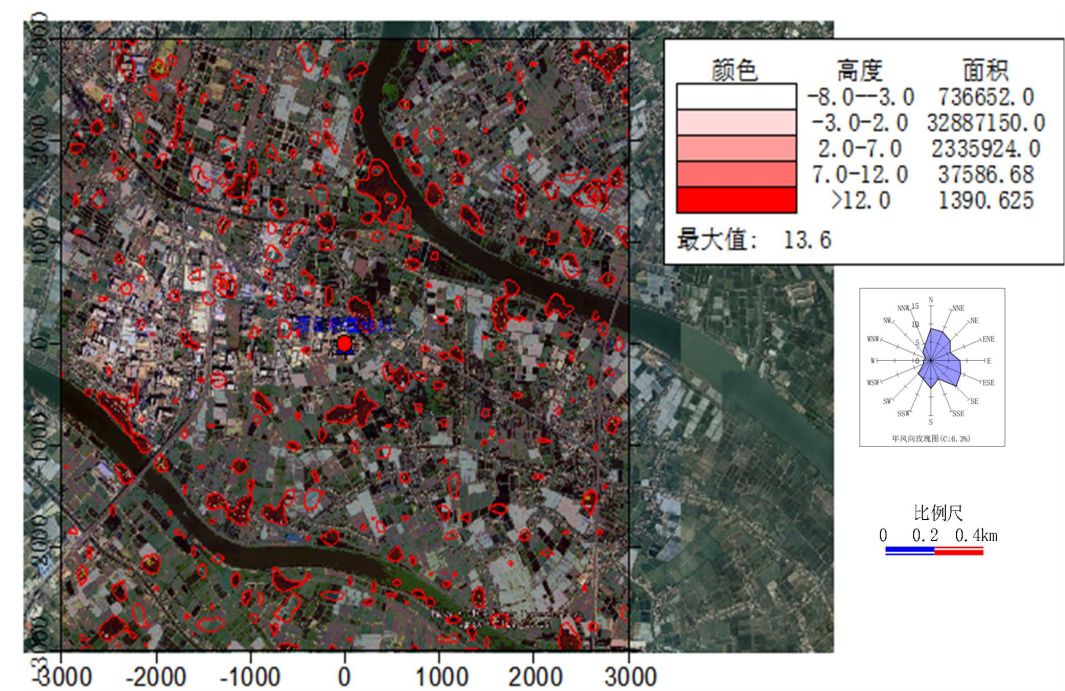 颜色 高度 面积
-8.0--3.0 736652.0
-3.0-2.0 32887150.0
2.0-7.0 2335924.0
7.0-12.0 37586.68
>12.0 1390.625
最大值: 13.6
3000
2000
1000
0
-1000
-2000
-3000
-3000 -2000 -1000 0 1000 2000 3000
N
NNW 15 NNE
NW 10 NE
WNW 5 ENE
W 0 E
WSW ESE
SW SE
SSW SSE
S
年风向玫瑰图(C:6.3%)
比例尺
0 0.2 0.4km